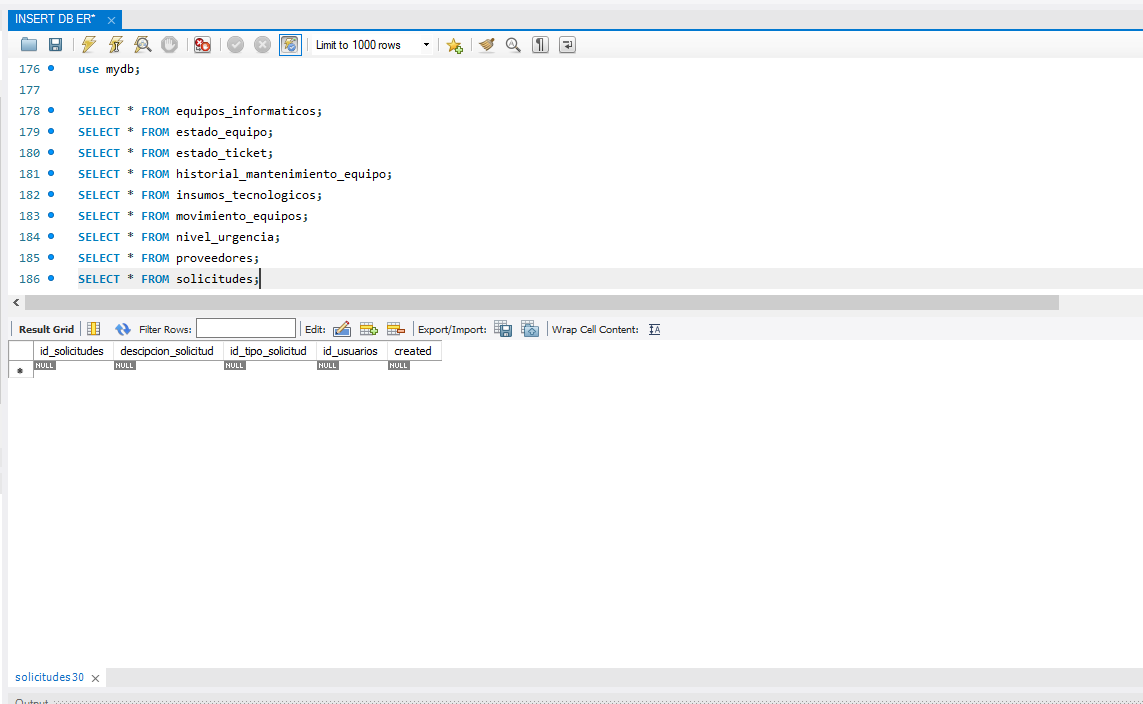 INSERT DB ER*
Limit to 1000 rows
176 use mydb;
177
178 SELECT * FROM equipos_informaticos;
179 SELECT * FROM estado_equipo;
180 SELECT * FROM estado_ticket;
181 SELECT * FROM historial_mantenimiento_equipo;
182 SELECT * FROM insumos_tecnologicos;
183 SELECT * FROM movimiento_equipos;
184 SELECT * FROM nivel_urgencia;
185 SELECT * FROM proveedores;
186 SELECT * FROM solicitudes;
Result Grid Filter Rows: Edit: Export/Import: Wrap Cell Content:
id_solicitudes descipcion_solicitud id_tipo_solicitud id_usuarios created
NULL NULL NULL NULL NULL
solicitudes 30
Output